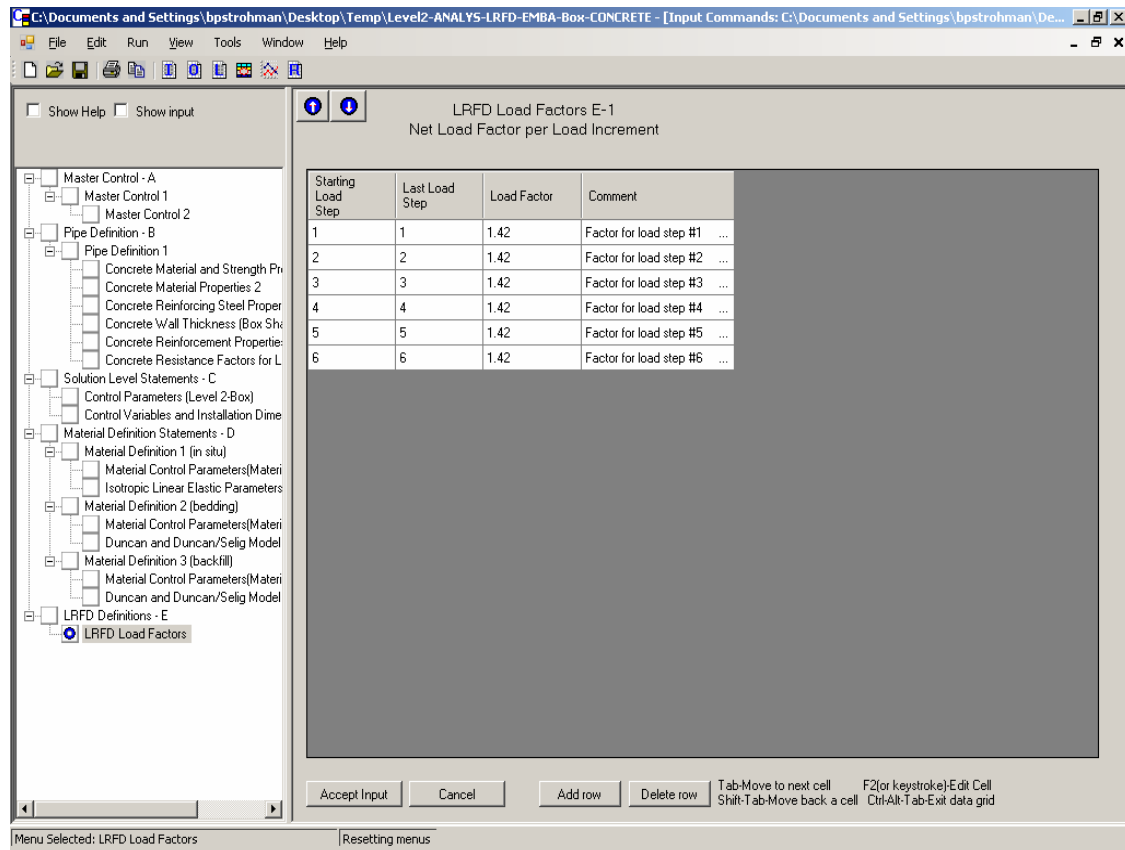 C:\Documents and Settings\bpstrohman\Desktop\Temp\Level2-ANALYS-LRFD-EMBA-Box-CONCRETE - [Input Commands: C:\Documents and Settings\bpstrohman\De...
File Edit Run View Tools Window Help
Show Help Show input
LRFD Load Factors E-1
Net Load Factor per Load Increment
Master Control - A
Master Control 1
Master Control 2
Pipe Definition - B
Pipe Definition 1
Concrete Material and Strength Pr
Concrete Material Properties 2
Concrete Reinforcing Steel Proper
Concrete Wall Thickness (Box Sha
Concrete Reinforcement Propertie
Concrete Resistance Factors for L
Solution Level Statements - C
Control Parameters (Level 2-Box)
Control Variables and Installation Dime
Material Definition Statements - D
Material Definition 1 (in situ)
Material Control Parameters(Materi
Isotropic Linear Elastic Parameters
Material Definition 2 (bedding)
Material Control Parameters(Materi
Duncan and Duncan/Selig Model
Material Definition 3 (backfill)
Material Control Parameters(Materi
Duncan and Duncan/Selig Model
LRFD Definitions - E
LRFD Load Factors
Starting Load Step Last Load Step Load Factor Comment
1 1 1.42 Factor for load step #1 ...
2 2 1.42 Factor for load step #2 ...
3 3 1.42 Factor for load step #3 ...
4 4 1.42 Factor for load step #4 ...
5 5 1.42 Factor for load step #5 ...
6 6 1.42 Factor for load step #6 ...
Accept Input Cancel Add row Delete row
Tab-Move to next cell F2(or keystroke)-Edit Cell
Shift-Tab-Move back a cell Ctrl-Alt-Tab-Exit data grid
Menu Selected: LRFD Load Factors Resetting menus